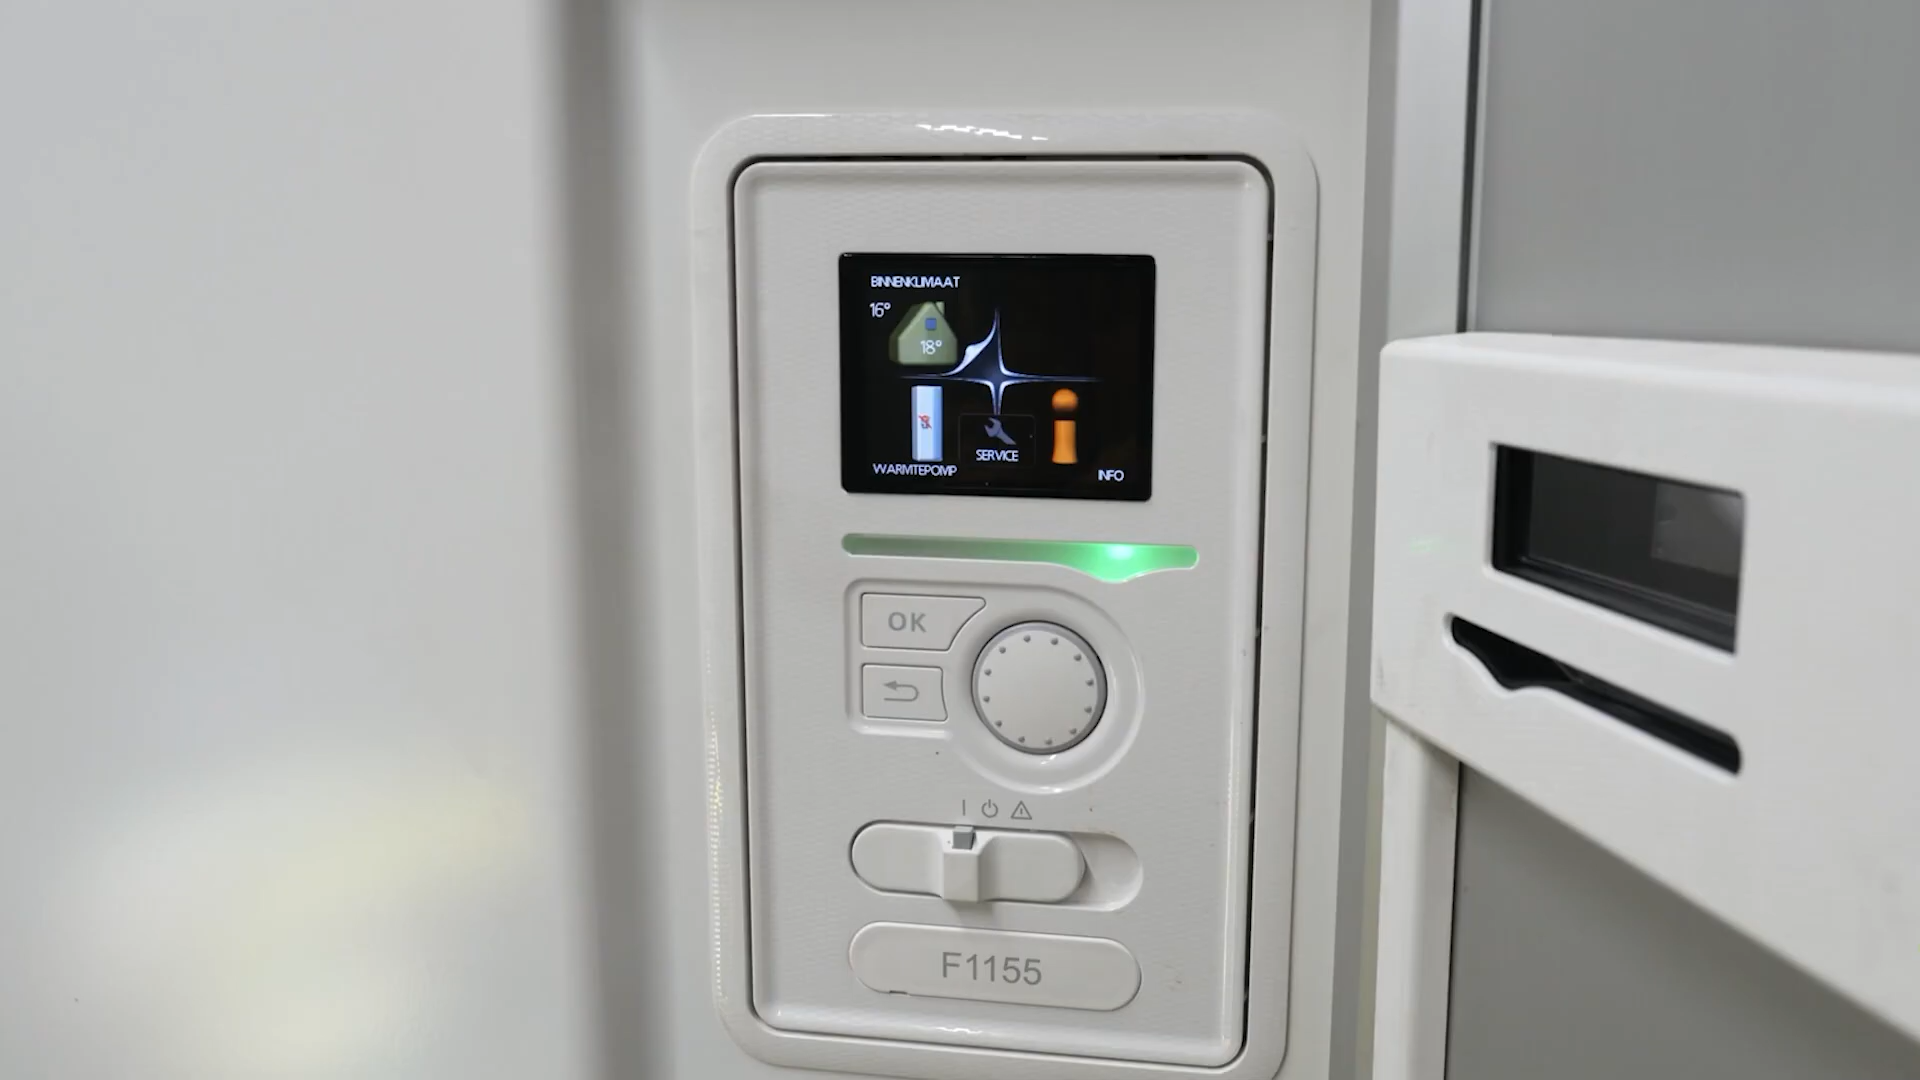 BINNENKLIMAAT
16°
18°
SERVICE
WARMTEPOMP
INFO
OK
F1155